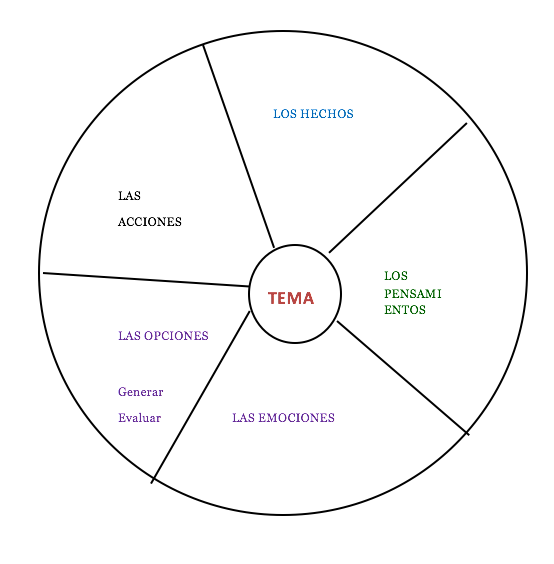 LOS HECHOS
LAS
ACCIONES
LOS
PENSAMI
ENTOS
TEMA
LAS OPCIONES
Generar
Evaluar
LAS EMOCIONES